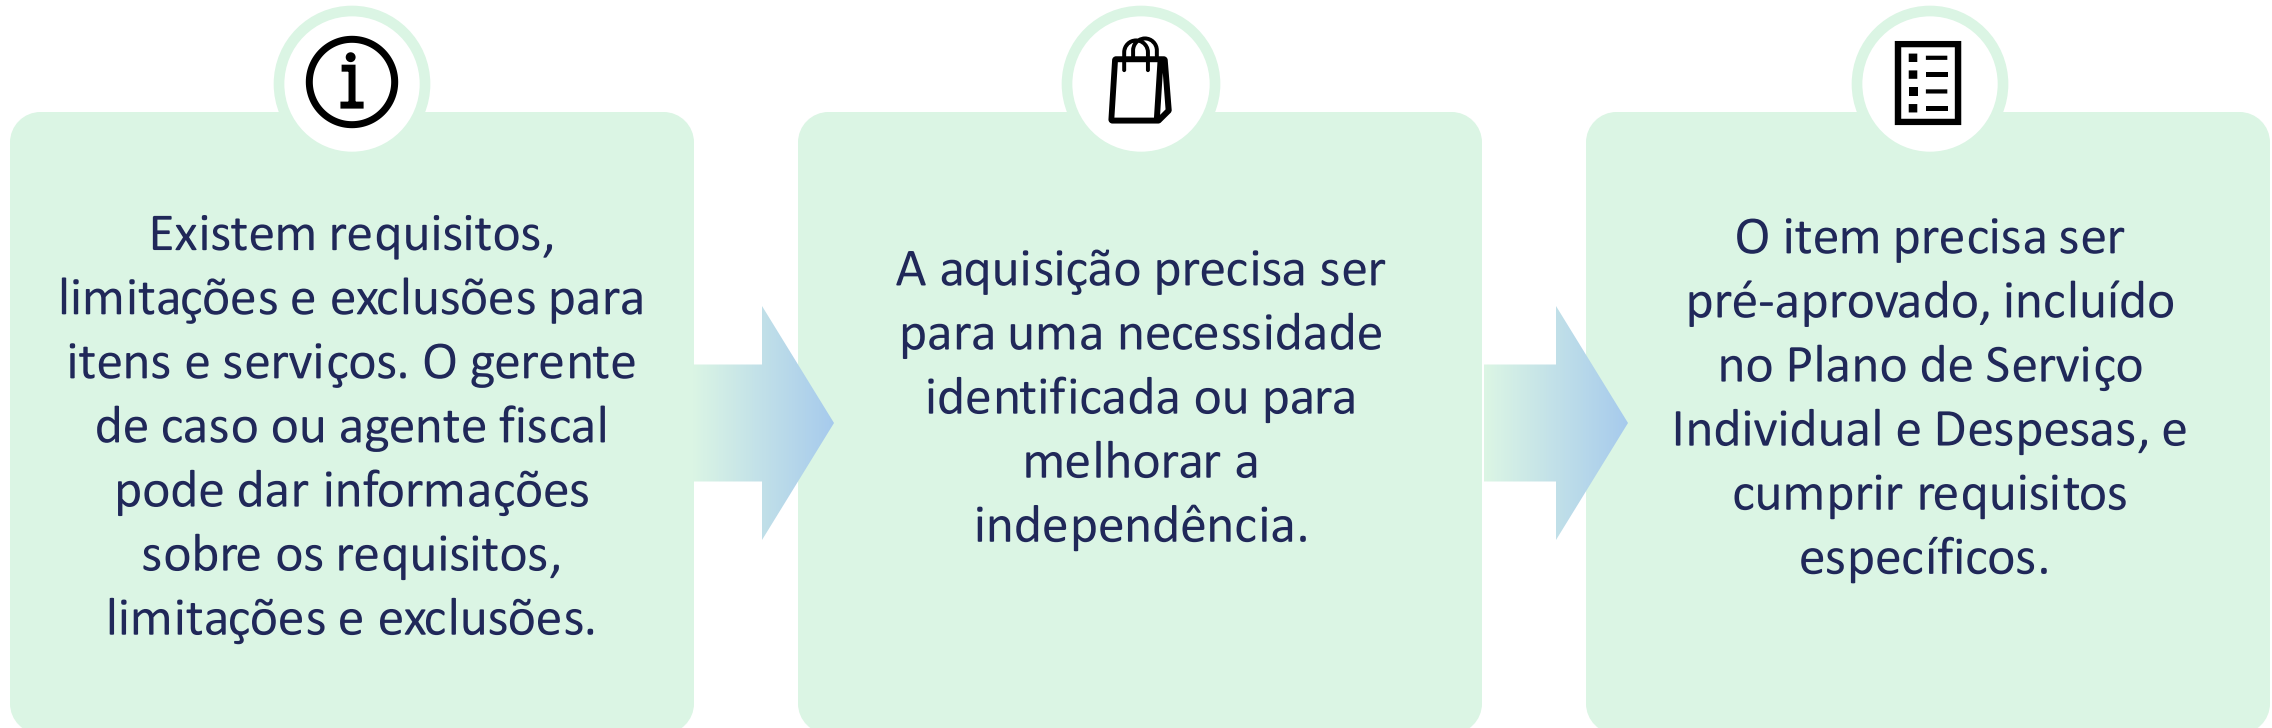 Existem requisitos,
limitações e exclusões para
itens e serviços. O gerente
de caso ou agente fiscal
pode dar informações
sobre os requisitos,
limitações e exclusões.
A aquisição precisa ser
para uma necessidade
identificada ou para
melhorar a
independência.
O item precisa ser
pré-aprovado, incluído
no Plano de Serviço
Individual e Despesas, e
cumprir requisitos
específicos.